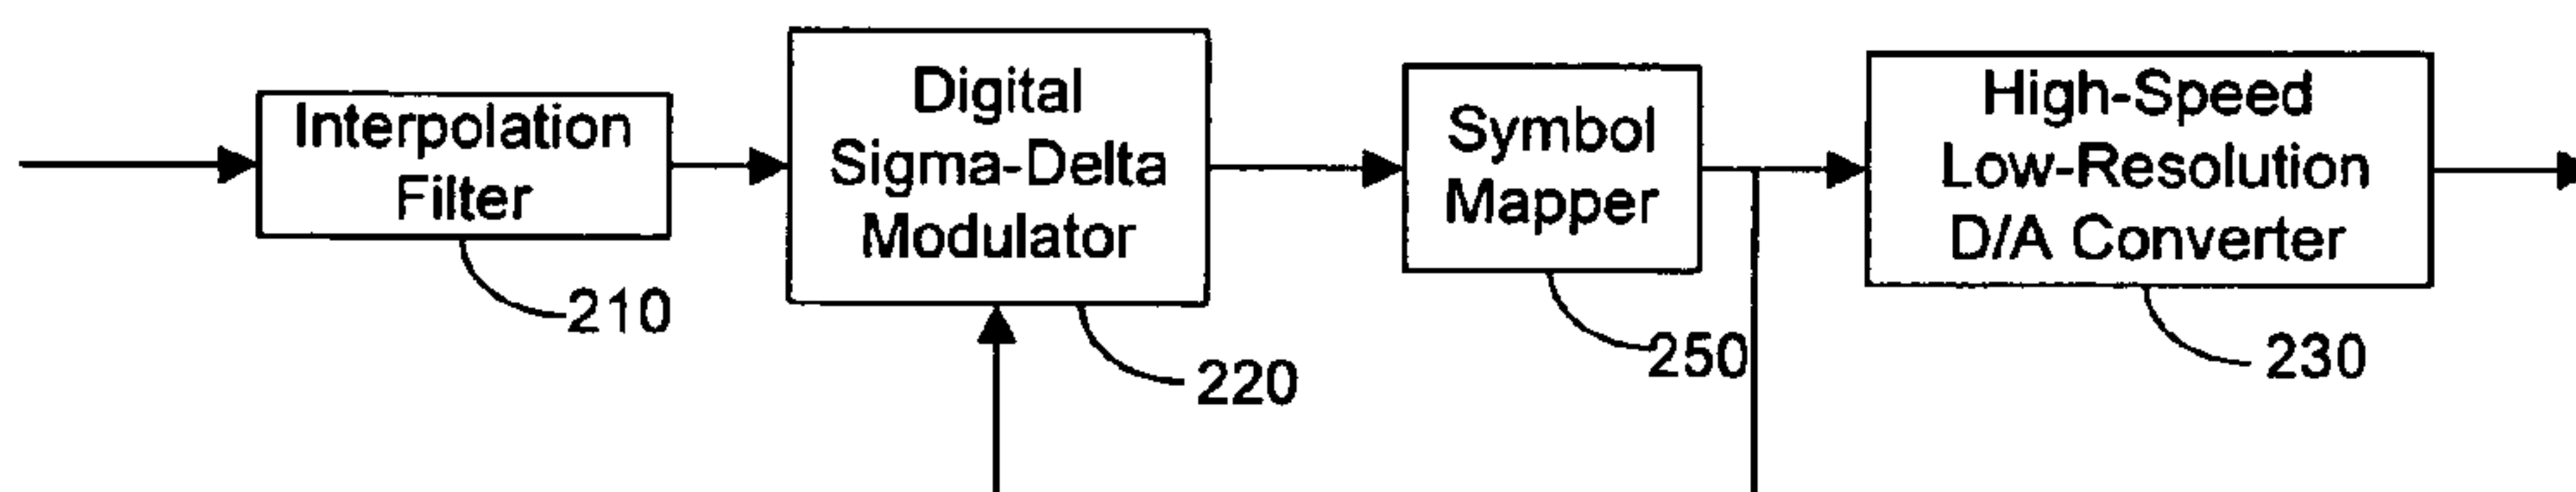 Interpolation
Filter
210
Digital
Sigma-Delta
Modulator
220
Symbol
Mapper
250
High-Speed
Low-Resolution
D/A Converter
230